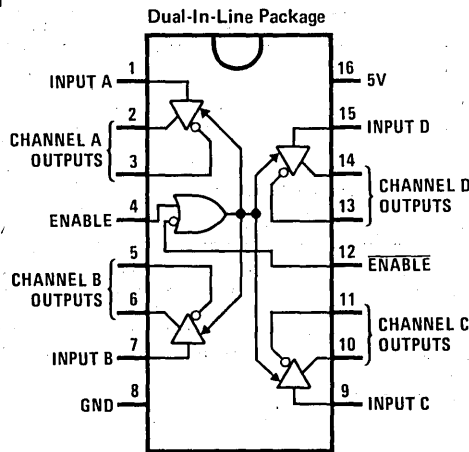 Dual-In-Line Package
1
INPUT A
2
CHANNEL A
OUTPUTS
3
4
ENABLE
5
CHANNEL B
OUTPUTS
6
7
INPUT B
8
GND
16
5V
15
INPUT D
14
CHANNEL D
OUTPUTS
13
12
ENABLE
11
CHANNEL C
OUTPUTS
10
9
INPUT C